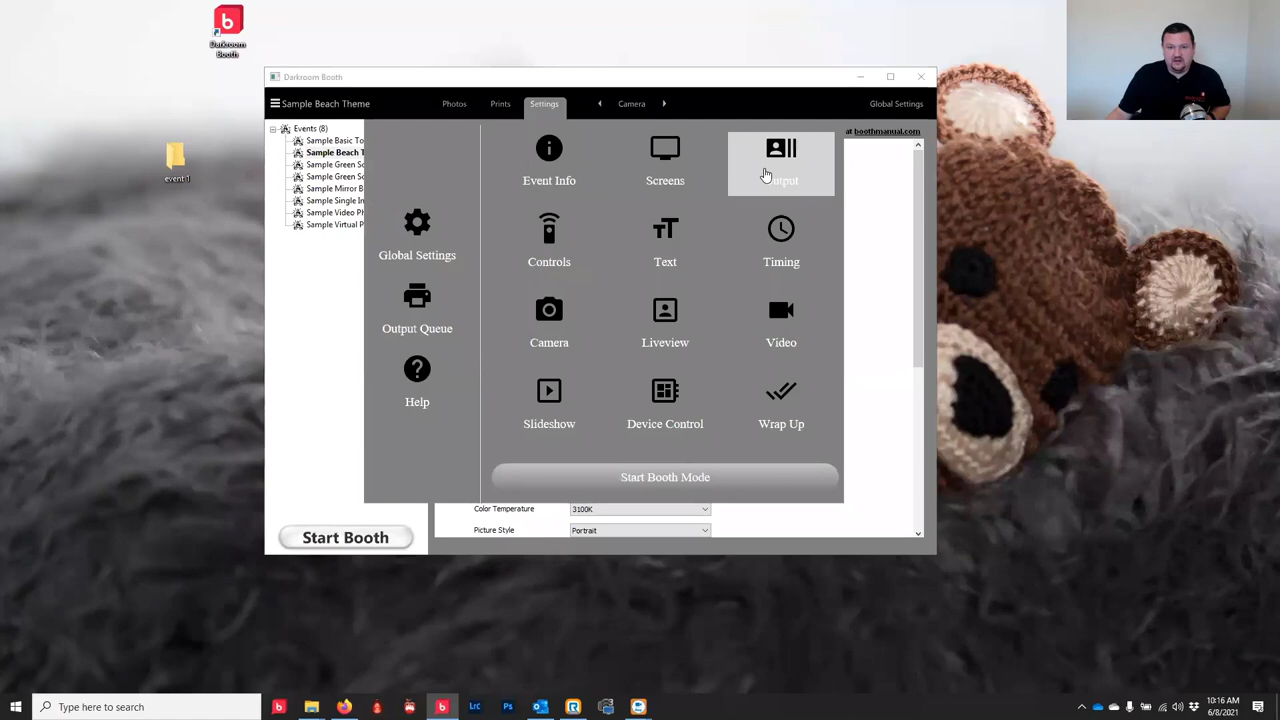 Darkroom
Booth
event 1
Darkroom Booth
Sample Beach Theme
Photos
Prints
Settings
Camera
Global Settings
at boothmanual.com
Events (8)
Sample Basic To
Sample Beach T
Sample Green Sc
Sample Green Sc
Sample Mirror B
Sample Single In
Sample Video Ph
Sample Virtual P
Event Info
Screens
Output
Global Settings
Controls
Text
Timing
Output Queue
Camera
Liveview
Video
Help
Slideshow
Device Control
Wrap Up
Start Booth Mode
Color Temperature
3100K
Picture Style
Portrait
Start Booth
Type here to search
Lrc
Ps
10:16 AM
6/8/2021